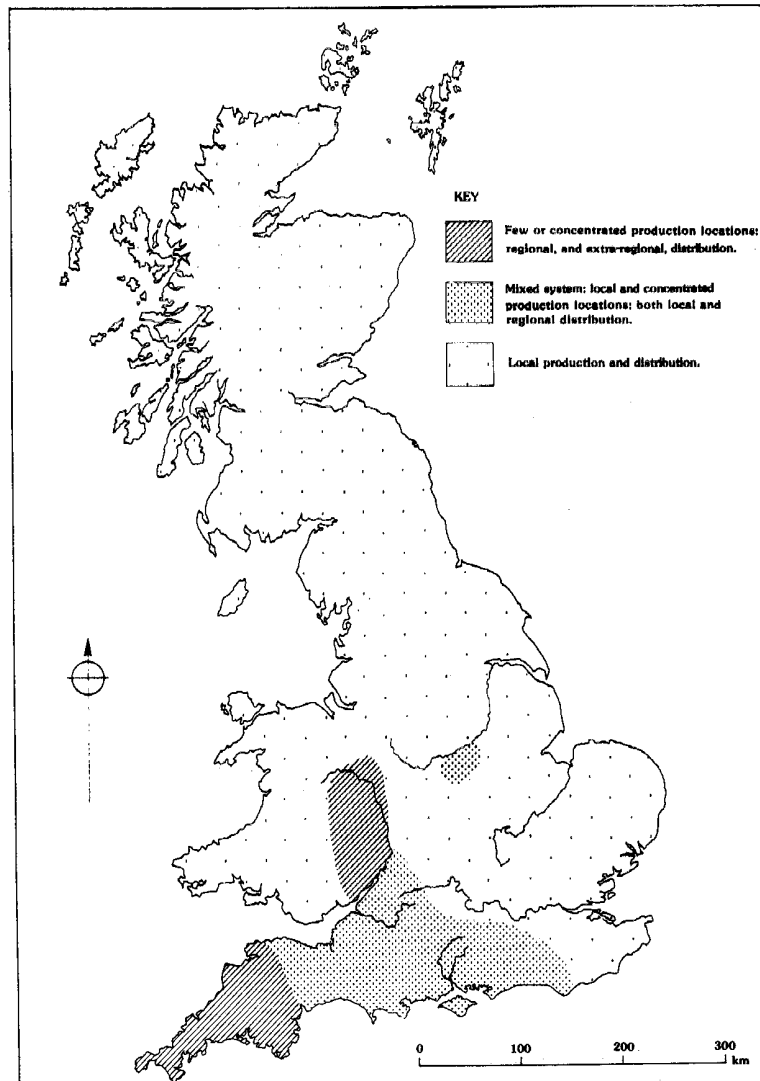 KEY
Few or concentrated production locations:
regional, and extra-regional, distribution.
Mixed system: local and concentrated
production locations: both local and
regional distribution.
Local production and distribution.
0 100 200 300
km